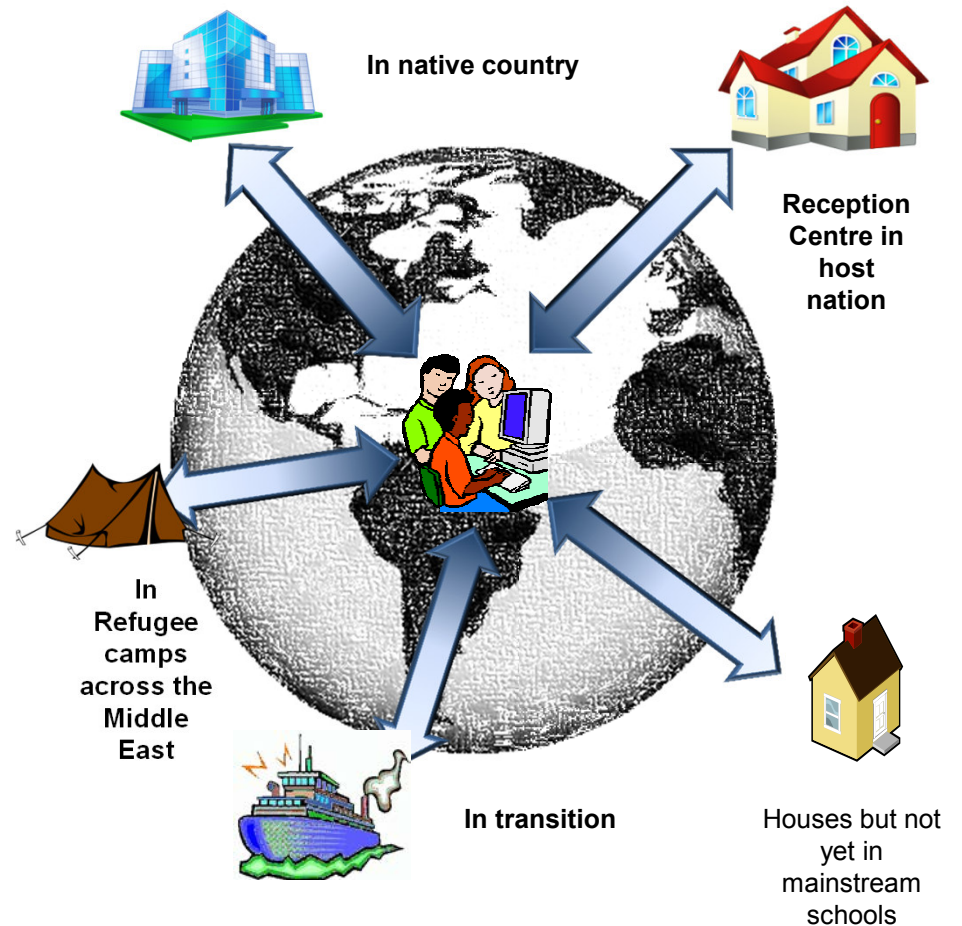 In native country
Reception
Centre in
host
nation
In
Refugee
camps
across the
Middle
East
In transition
Houses but not
yet in
mainstream
schools